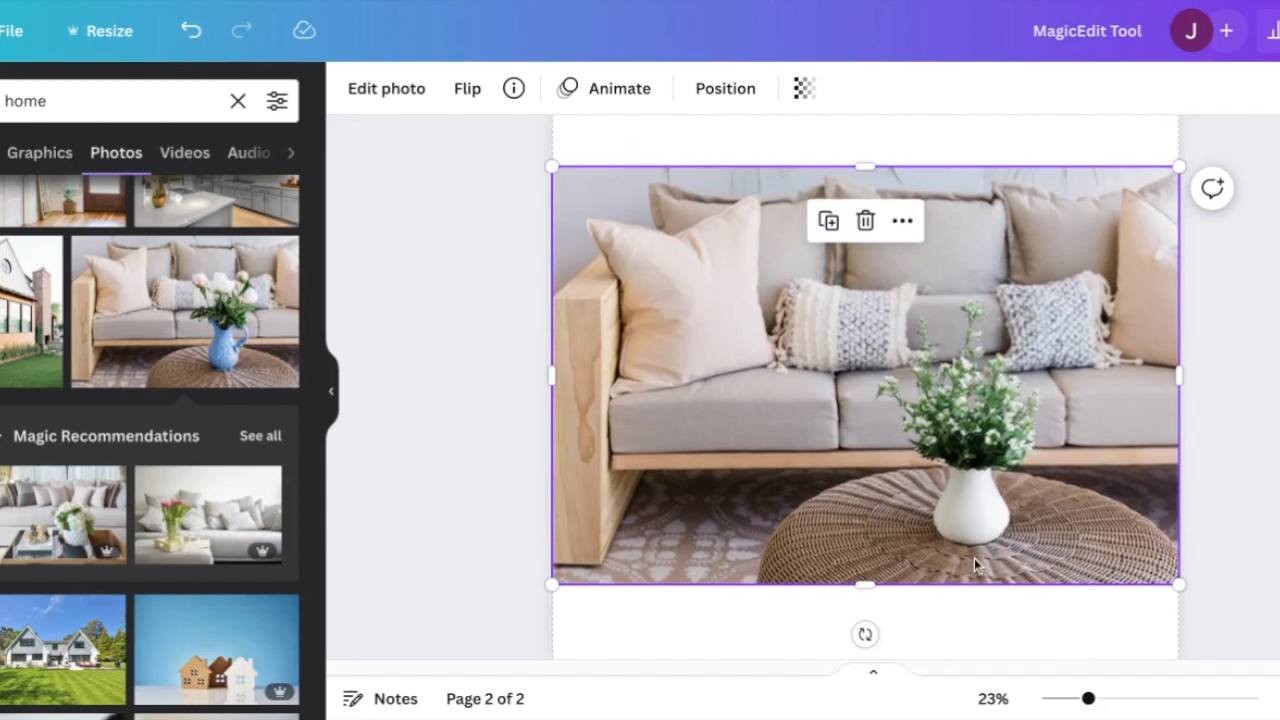 File Resize MagicEdit Tool J
home
Graphics Photos Videos Audio
Edit photo Flip Animate Position
Magic Recommendations See all
Notes Page 2 of 2 23%